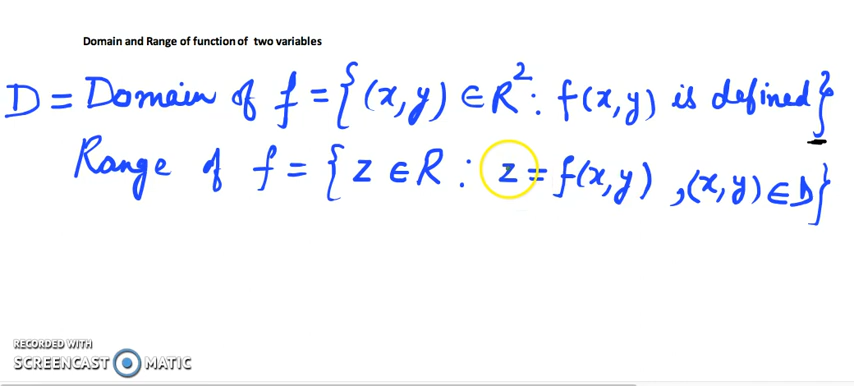 Domain and Range of function of two variables
D = Domain of f = {(x,y) ∈ R² : f(x,y) is defined}
Range of f = { z ∈ R : z = f(x,y) , (x,y) ∈ D}
RECORDED WITH
SCREENCAST MATIC